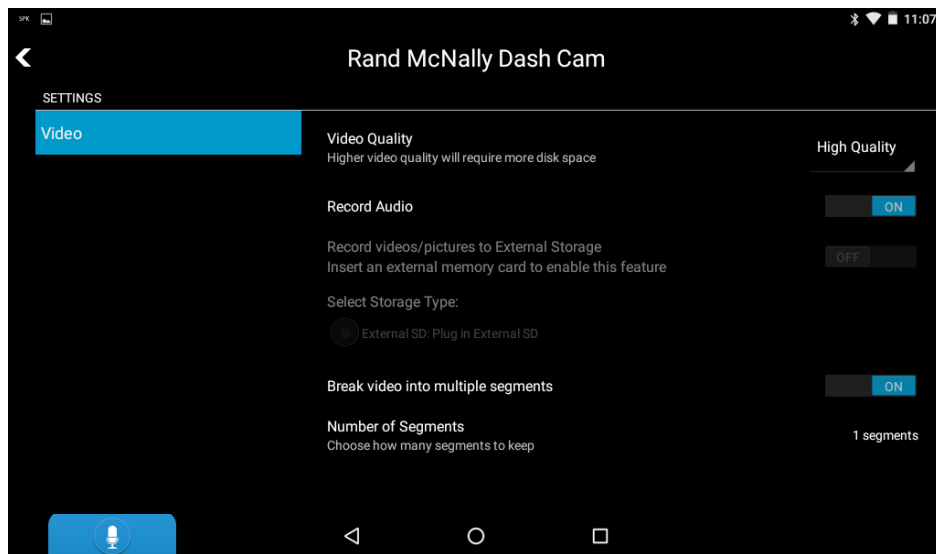 SPK 11:07
Rand McNally Dash Cam
SETTINGS
Video
Video Quality
Higher video quality will require more disk space
High Quality
Record Audio
ON
Record videos/pictures to External Storage
Insert an external memory card to enable this feature
OFF
Select Storage Type:
External SD: Plug in External SD
Break video into multiple segments
ON
Number of Segments
Choose how many segments to keep
1 segments